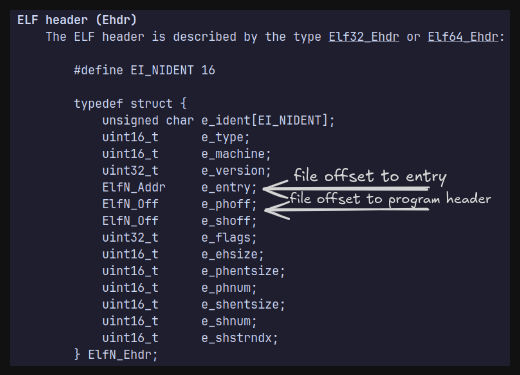 ELF header (Ehdr)
The ELF header is described by the type Elf32_Ehdr or Elf64_Ehdr:
#define EI_NIDENT 16
typedef struct {
unsigned char e_ident[EI_NIDENT];
uint16_t e_type;
uint16_t e_machine;
uint32_t e_version;
ElfN_Addr e_entry; file offset to entry
ElfN_Off e_phoff; file offset to program header
ElfN_Off e_shoff;
uint32_t e_flags;
uint16_t e_ehsize;
uint16_t e_phentsize;
uint16_t e_phnum;
uint16_t e_shentsize;
uint16_t e_shnum;
uint16_t e_shstrndx;
} ElfN_Ehdr;